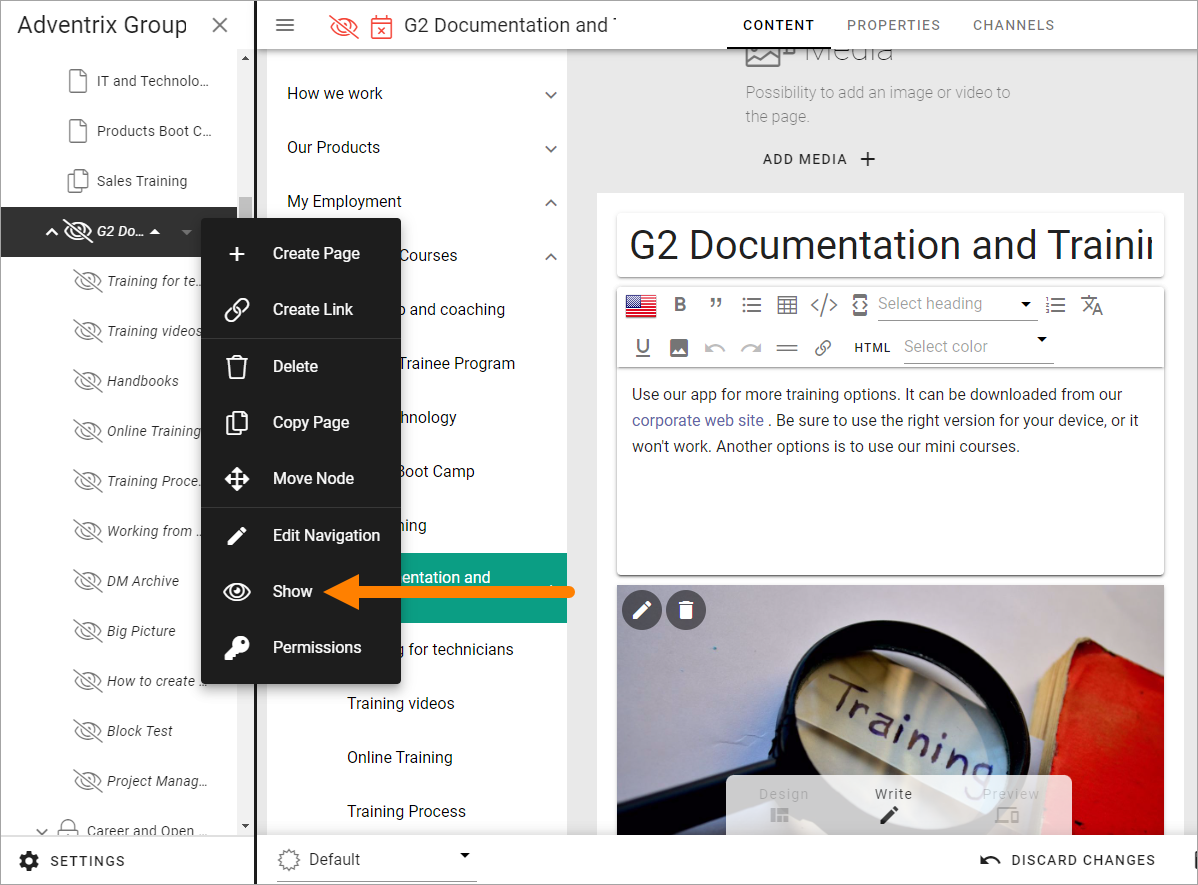 Adventrix Group
IT and Technolo...
Products Boot C...
Sales Training
G2 Do...
Training for te...
Training videos
Handbooks
Online Training
Training Proce...
Working from ...
DM Archive
Big Picture
How to create ...
Block Test
Project Manag...
Career and Open ...
SETTINGS
Create Page
Create Link
Delete
Copy Page
Move Node
Edit Navigation
Show
Permissions
G2 Documentation and
CONTENT
PROPERTIES
CHANNELS
How we work
Our Products
My Employment
Courses
and coaching
Trainee Program
Boot Camp
and
for technicians
Training videos
Online Training
Training Process
Default
Media
Possibility to add an image or video to
the page.
ADD MEDIA
G2 Documentation and Trainin
B
Select heading
U
HTML
Select color
Use our app for more training options. It can be downloaded from our
corporate web site . Be sure to use the right version for your device, or it
won't work. Another options is to use our mini courses.
Training
Design
Write
Preview
DISCARD CHANGES